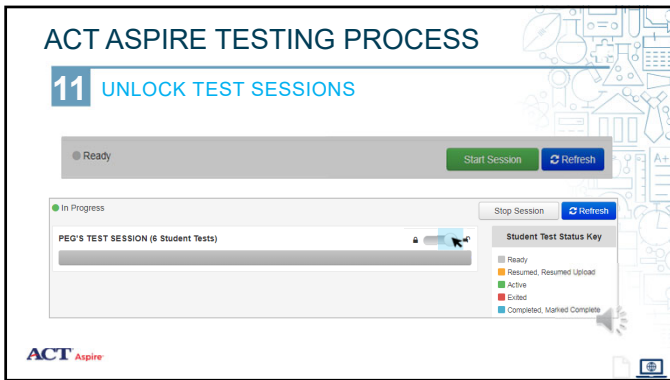 ACT ASPIRE TESTING PROCESS
11 UNLOCK TEST SESSIONS
Ready
Start Session
Refresh
In Progress
Stop Session
Refresh
PEG'S TEST SESSION (6 Student Tests)
Student Test Status Key
Ready
Resumed, Resumed Upload
Active
Exited
Completed, Marked Complete
A+
ACT Aspire